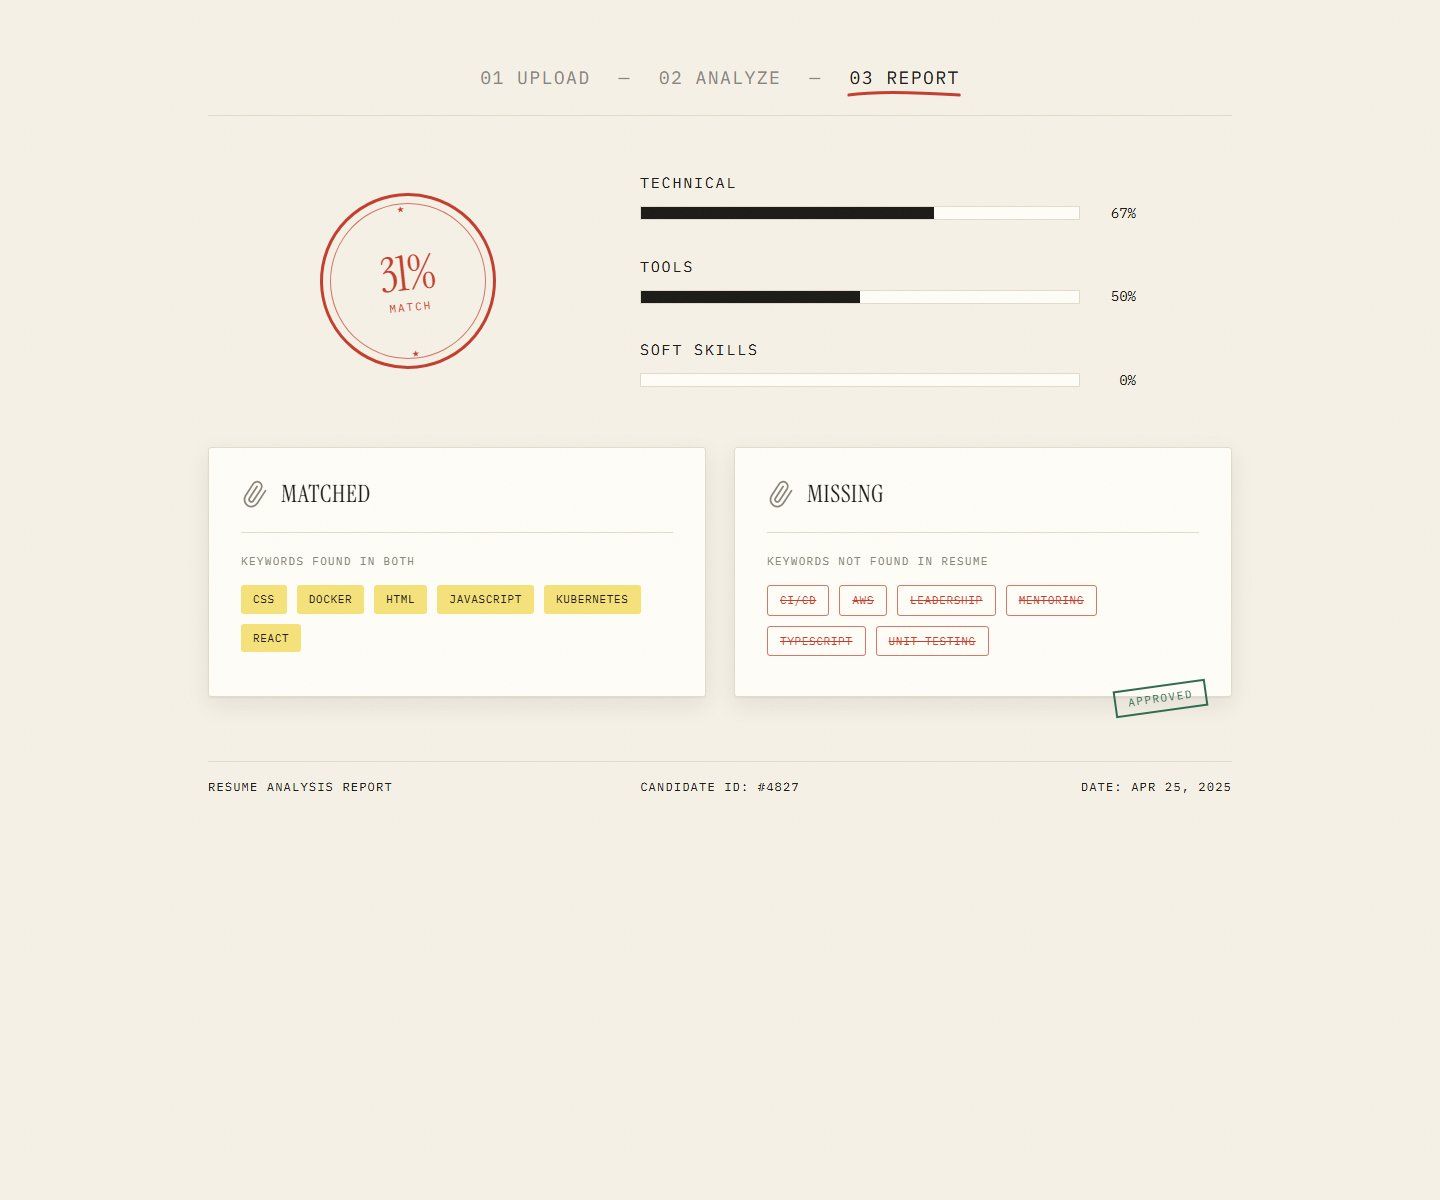 01 UPLOAD — 02 ANALYZE — 03 REPORT
31%
MATCH
TECHNICAL
67%
TOOLS
50%
SOFT SKILLS
0%
MATCHED
KEYWORDS FOUND IN BOTH
CSS DOCKER HTML JAVASCRIPT KUBERNETES
REACT
MISSING
KEYWORDS NOT FOUND IN RESUME
CI/CD AWS LEADERSHIP MENTORING
TYPESCRIPT UNIT TESTING
APPROVED
RESUME ANALYSIS REPORT
CANDIDATE ID: #4827
DATE: APR 25, 2025